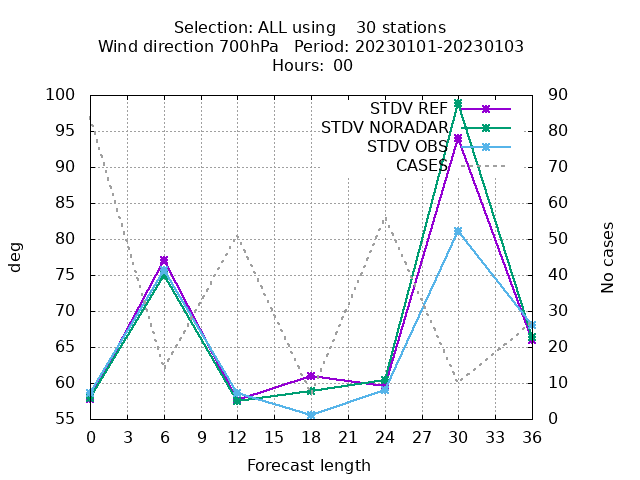 Selection: ALL using    30 stations
Wind direction 700hPa   Period: 20230101-20230103
Hours:  00
100 90
STDV REF
95 80
STDV NORADAR
STDV OBS
90 70
CASES
85 60
80 50
deg
No cases
75 40
70 30
65 20
60 10
55 0
0 3 6 9 12 15 18 21 24 27 30 33 36
Forecast length